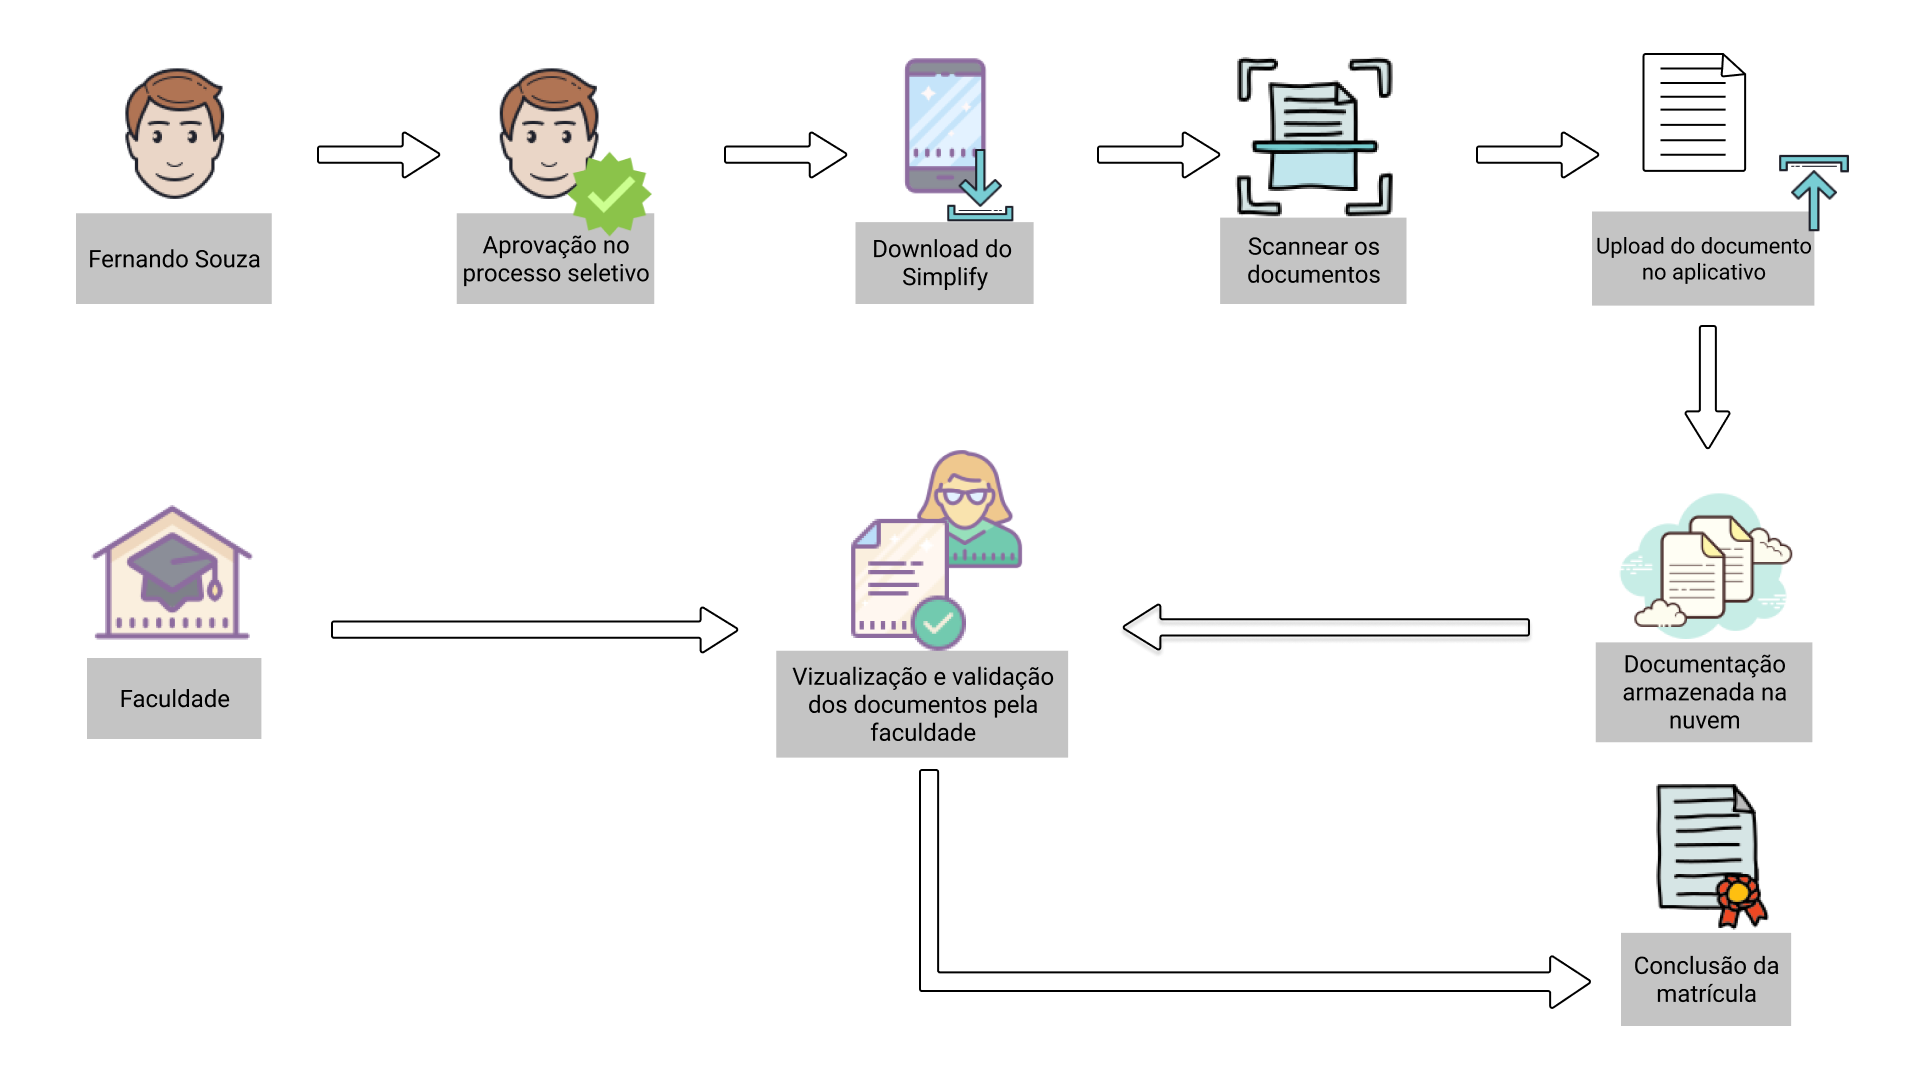 Fernando Souza
Aprovação no
processo seletivo
Download do
Simplify
Scannear os
documentos
Upload do documento
no aplicativo
Faculdade
Vizualização e validação
dos documentos pela
faculdade
Documentação
armazenada na
nuvem
Conclusão da
matrícula